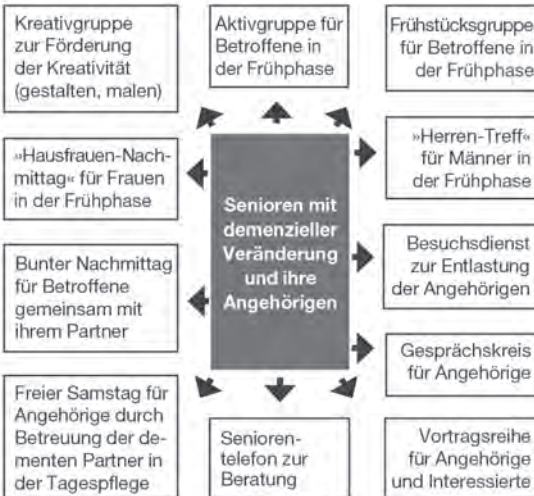 Kreativgruppe
zur Förderung
der Kreativität
(gestalten, malen)
Aktivgruppe für
Betroffene in
der Frühphase
Frühstücksgruppe
für Betroffene in
der Frühphase
»Hausfrauen-Nach-
mittag« für Frauen
in der Frühphase
Senioren mit
demenzieller
Veränderung
und ihre
Angehörigen
»Herren-Treff«
für Männer in
der Frühphase
Bunter Nachmittag
für Betroffene
gemeinsam mit
ihrem Partner
Besuchsdienst
zur Entlastung
der Angehörigen
Gesprächskreis
für Angehörige
Freier Samstag für
Angehörige durch
Betreuung der de-
menten Partner in
der Tagespflege
Senioren-
telefon zur
Beratung
Vortragsreihe
für Angehörige
und Interessierte